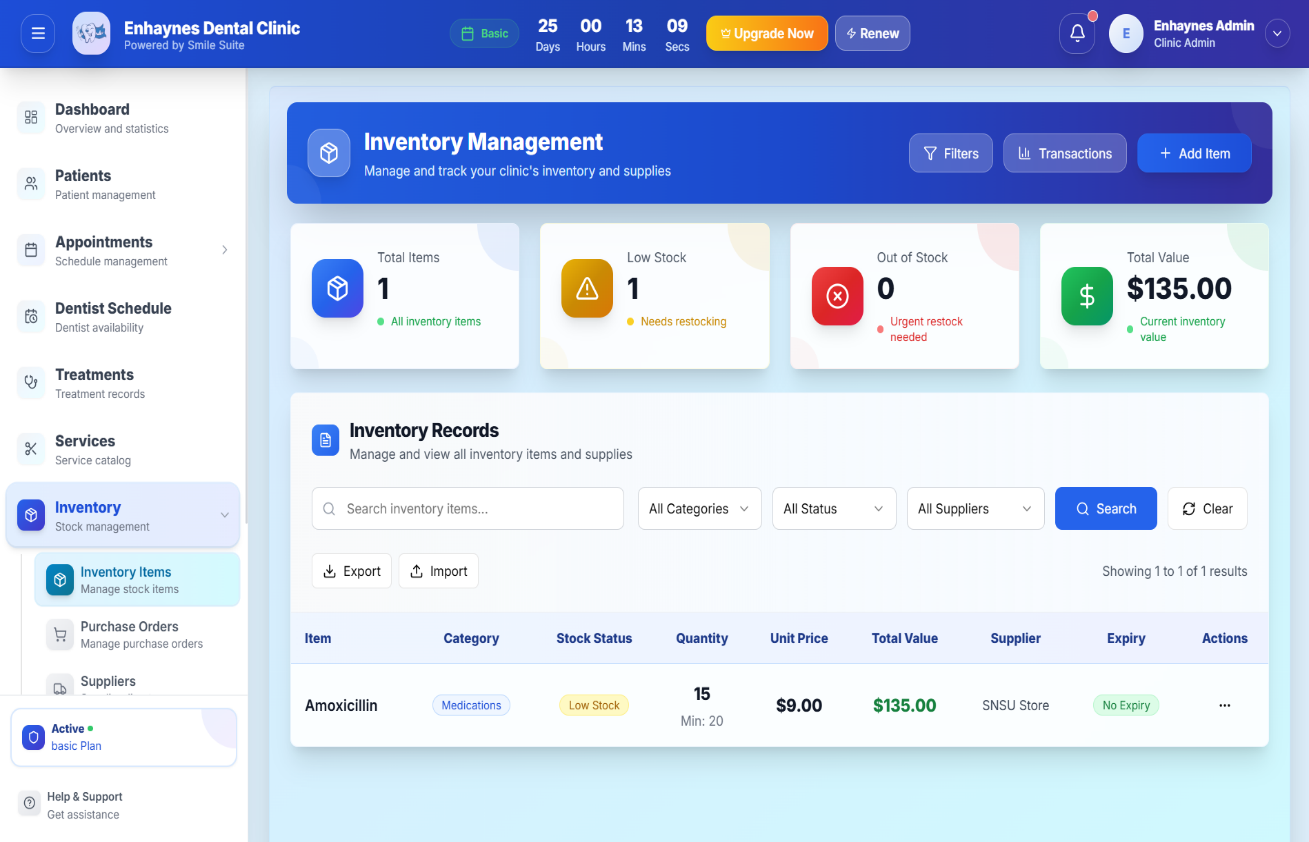 Enhaynes Dental Clinic
Powered by Smile Suite
Basic
25 00 13 09
Days Hours Mins Secs
Upgrade Now
Renew
E
Enhaynes Admin
Clinic Admin
Dashboard
Overview and statistics
Patients
Patient management
Appointments
Schedule management
Dentist Schedule
Dentist availability
Treatments
Treatment records
Services
Service catalog
Inventory
Stock management
Inventory Items
Manage stock items
Purchase Orders
Manage purchase orders
Suppliers
Active
basic Plan
Help & Support
Get assistance
Inventory Management
Manage and track your clinic's inventory and supplies
Filters
Transactions
+ Add Item
Total Items
1
All inventory items
Low Stock
1
Needs restocking
Out of Stock
0
Urgent restock
needed
Total Value
$135.00
Current inventory
value
Inventory Records
Manage and view all inventory items and supplies
Search inventory items...
All Categories
All Status
All Suppliers
Search
Clear
Export
Import
Showing 1 to 1 of 1 results
Item Category Stock Status Quantity Unit Price Total Value Supplier Expiry Actions
Amoxicillin Medications Low Stock 15 $9.00 $135.00 SNSU Store No Expiry ...
Min: 20